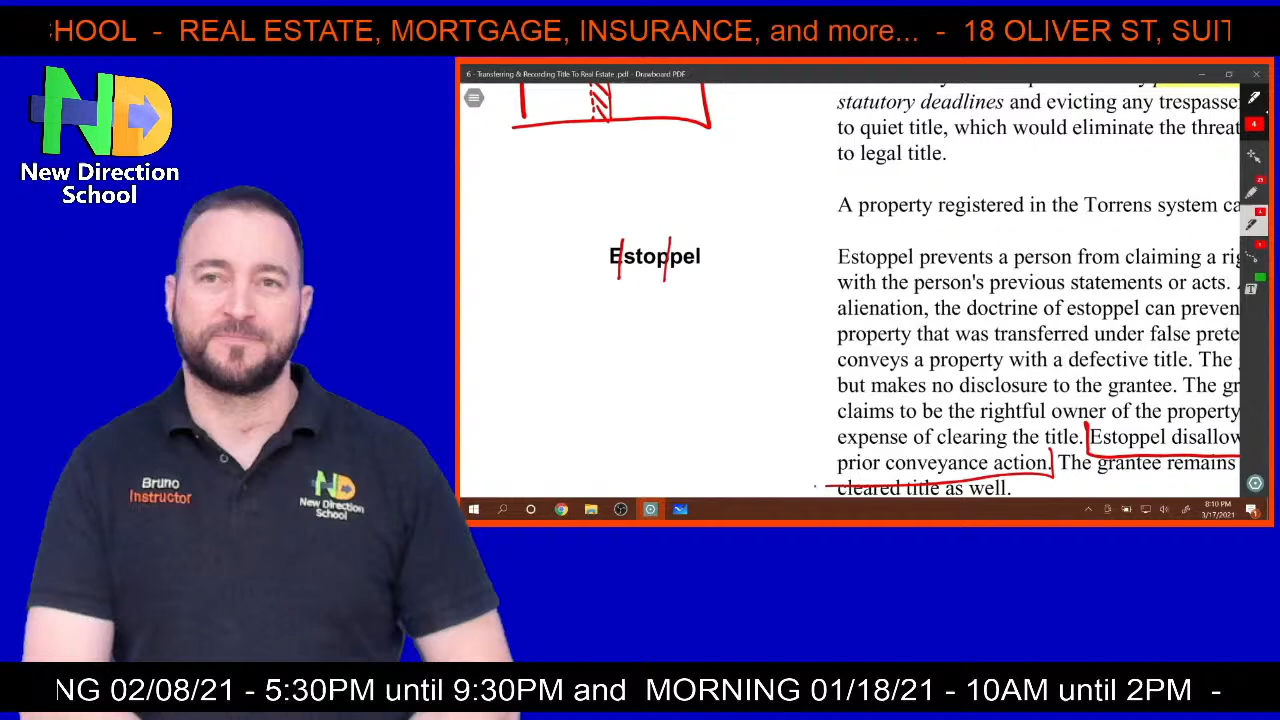 HOOL - REAL ESTATE, MORTGAGE, INSURANCE, and more... - 18 OLIVER ST, SUIT
ND
New Direction
School
6 - Transferring & Recording Title To Real Estate .pdf - Drawboard PDF
statutory deadlines and evicting any trespasse
to quiet title, which would eliminate the threat
to legal title.
A property registered in the Torrens system ca
Estoppel
Estoppel prevents a person from claiming a rig
with the person's previous statements or acts.
alienation, the doctrine of estoppel can preven
property that was transferred under false prete
conveys a property with a defective title. The
but makes no disclosure to the grantee. The gr
claims to be the rightful owner of the property
expense of clearing the title. Estoppel disallow
prior conveyance action. The grantee remains
cleared title as well.
4
8:10 PM
3/17/2021
Bruno
Instructor
ND
New Direction
School
NG 02/08/21 - 5:30PM until 9:30PM and MORNING 01/18/21 - 10AM until 2PM -